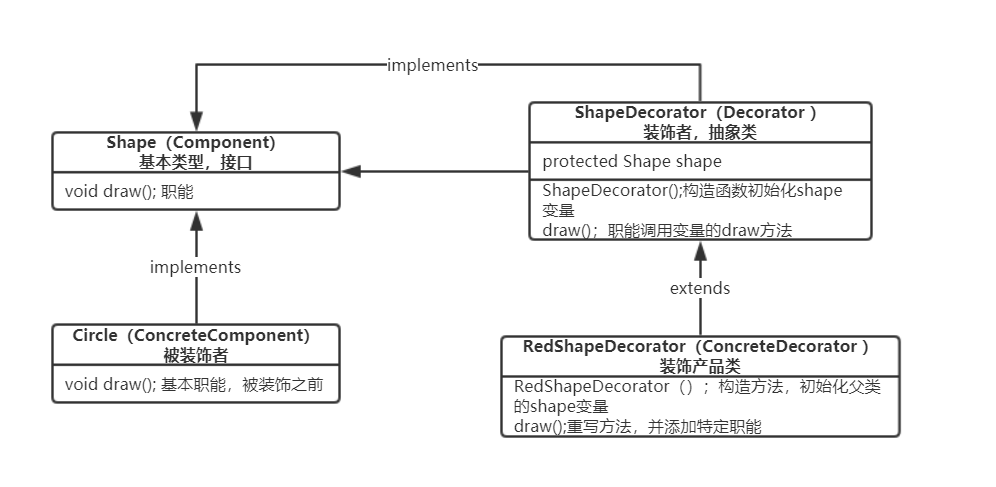 implements
Shape（Component）
基本类型，接口
void draw(); 职能
ShapeDecorator（Decorator ）
装饰者，抽象类
protected Shape shape
ShapeDecorator();构造函数初始化shape
变量
draw()；职能调用变量的draw方法
implements
extends
Circle（ConcreteComponent)
被装饰者
void draw(); 基本职能，被装饰之前
RedShapeDecorator（ConcreteDecorator ）
装饰产品类
RedShapeDecorator（）；构造方法，初始化父类
的shape变量
draw();重写方法，并添加特定职能